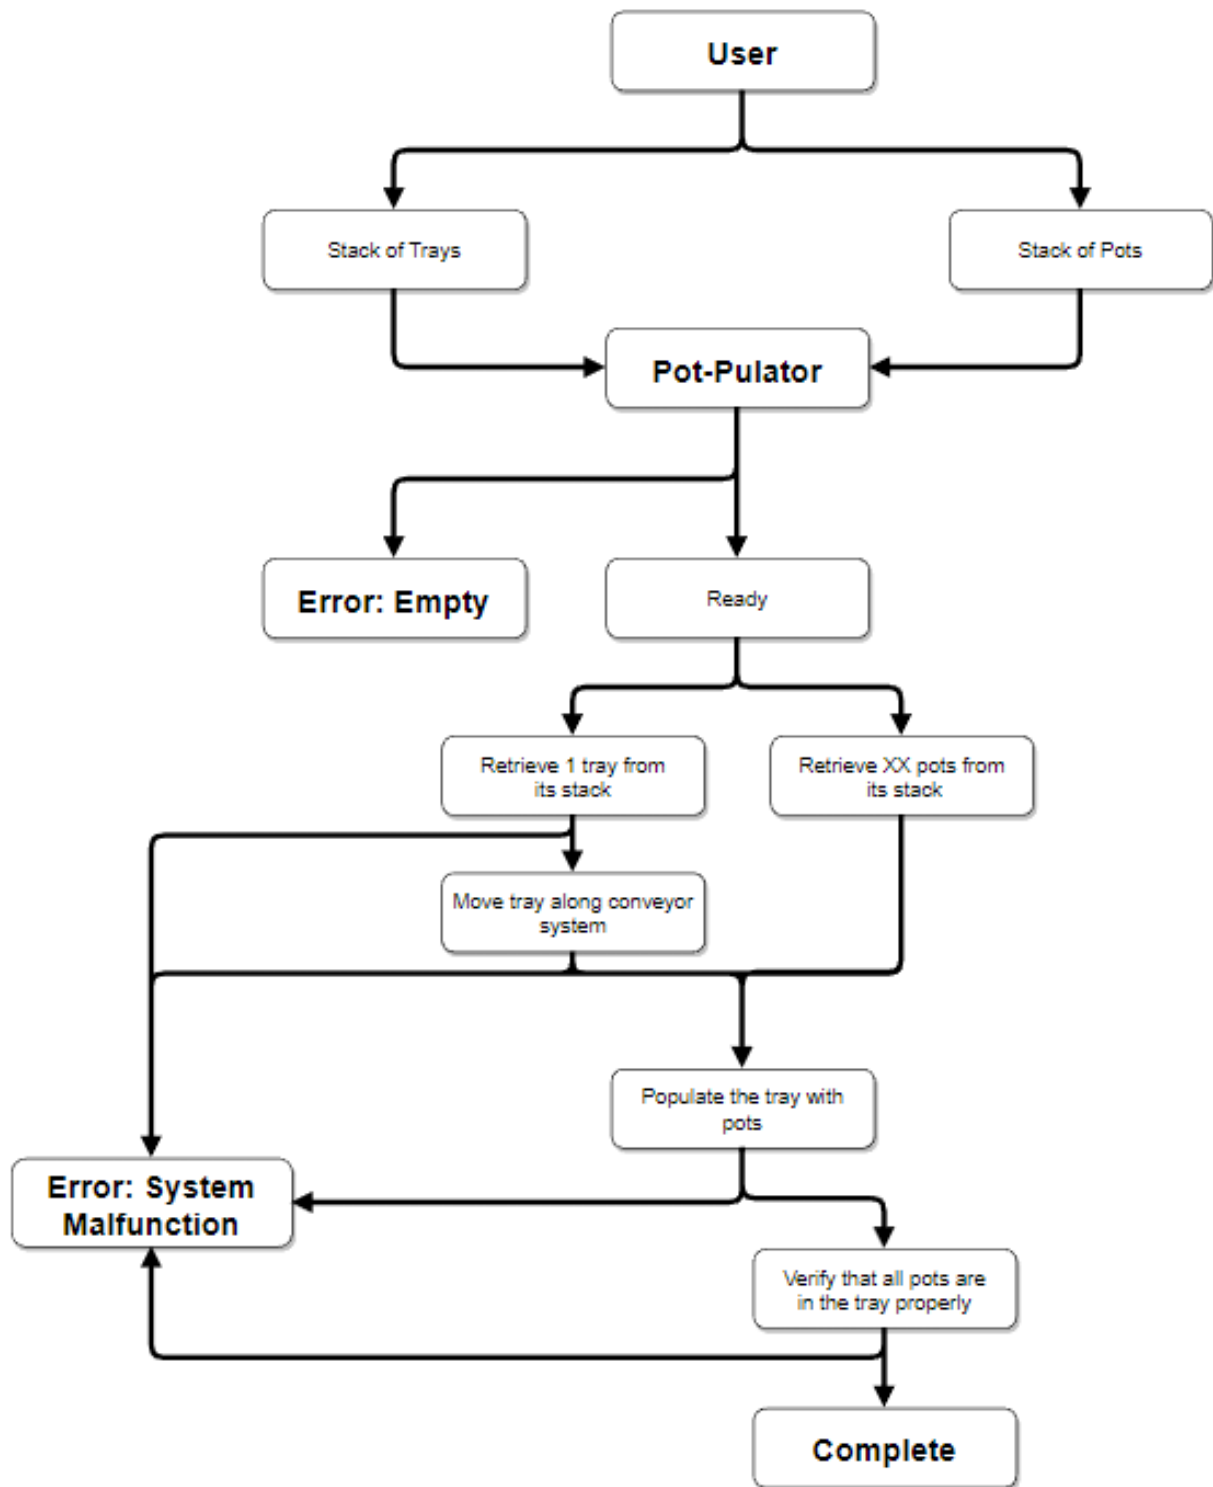 User
Stack of Trays
Stack of Pots
Pot-Pulator
Error: Empty
Ready
Retrieve 1 tray from
its stack
Retrieve XX pots from
its stack
Move tray along conveyor
system
Populate the tray with
pots
Error: System
Malfunction
Verify that all pots are
in the tray properly
Complete